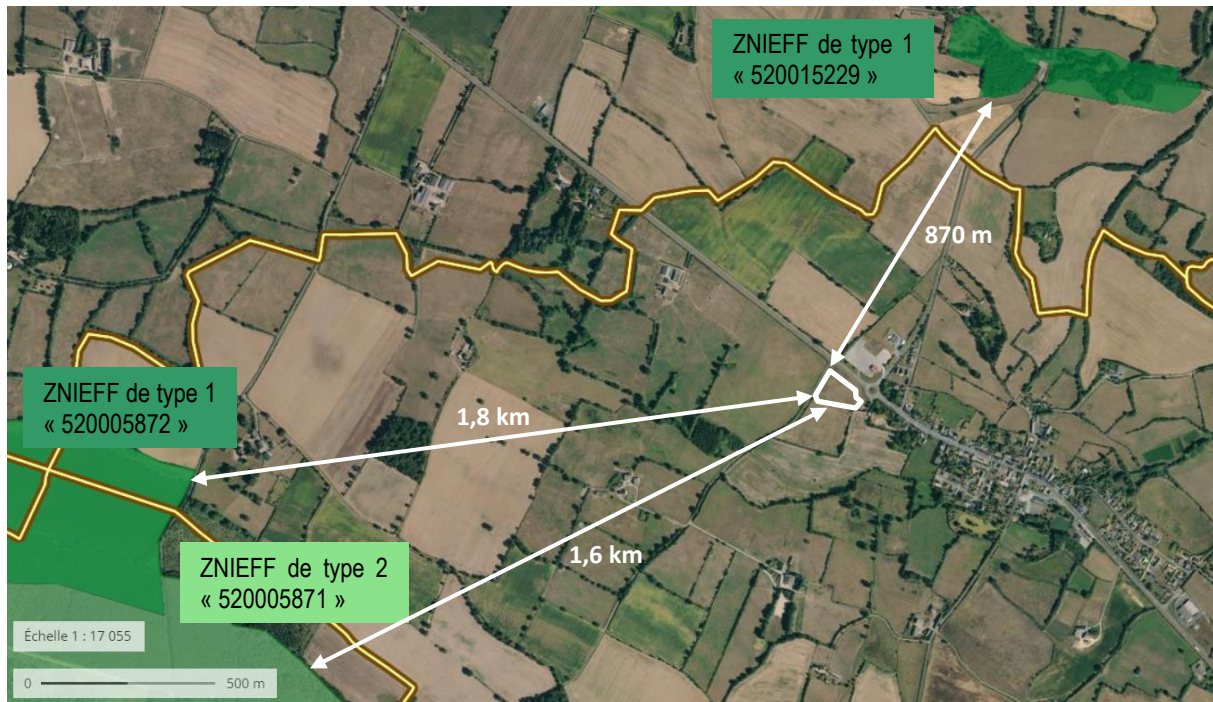 ZNIEFF de type 1
« 520015229 »
870 m
ZNIEFF de type 1
« 520005872 »
1,8 km
1,6 km
ZNIEFF de type 2
« 520005871 »
Échelle 1 : 17 055
0 500 m